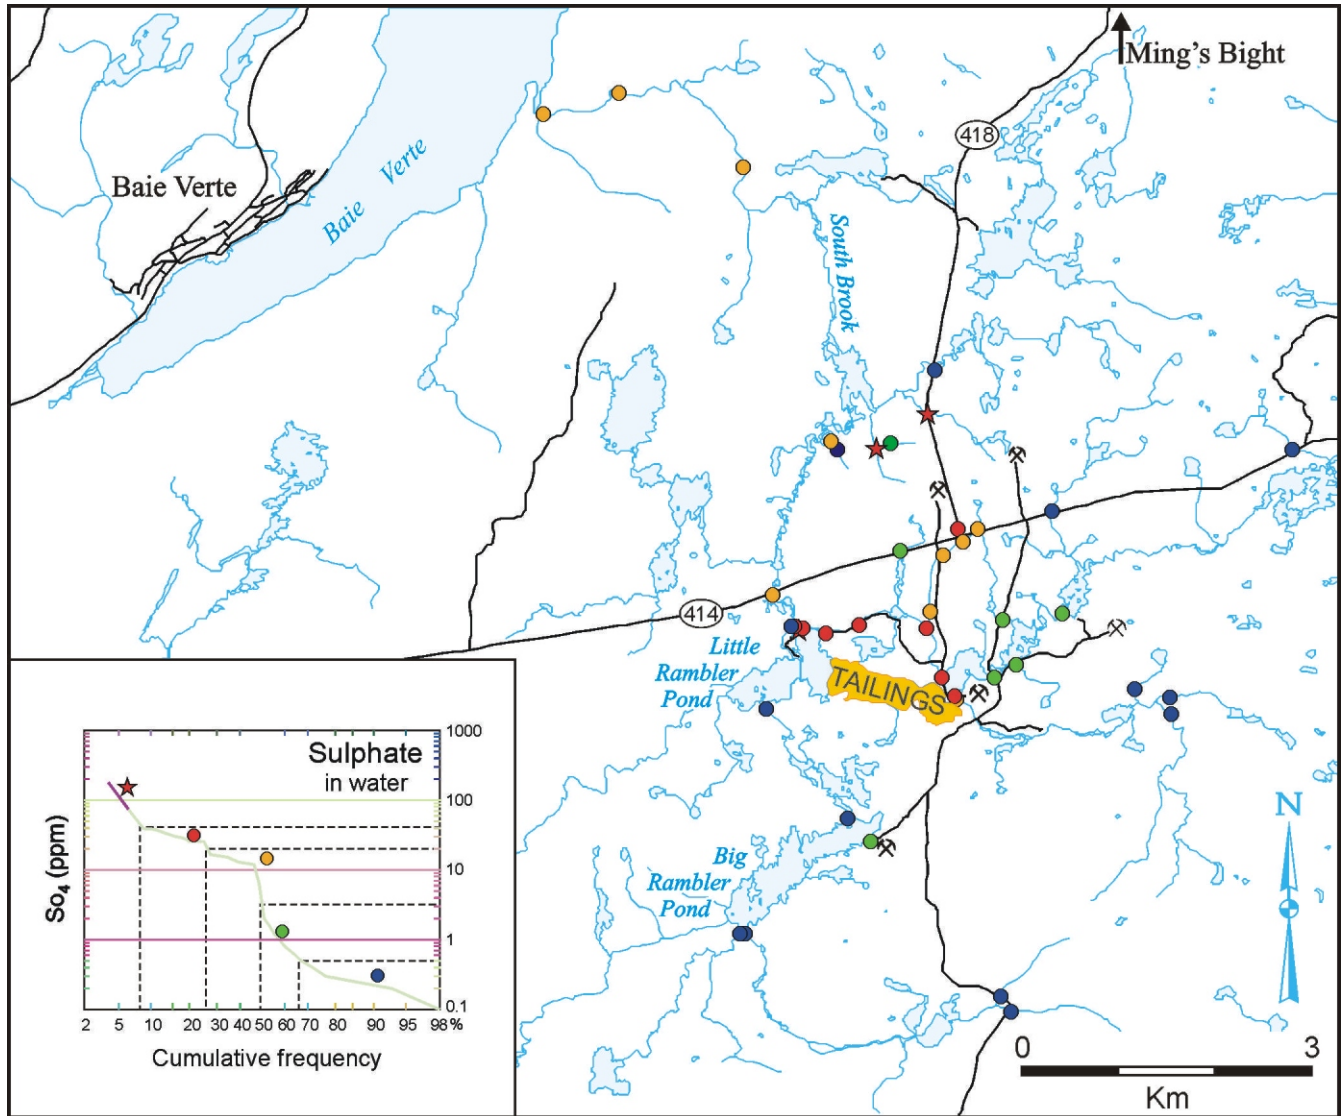 Ming's Bight
418
Baie Verte
Verte
Baie
South Brook
414
Little
Rambler
Pond
TAILINGS
Big
Rambler
Pond
N
0 3
Km
Sulphate
in water
So4 (ppm)
1000
100
10
1
0.1
2 5 10 20 30 40 50 60 70 80 90 95 98 %
Cumulative frequency